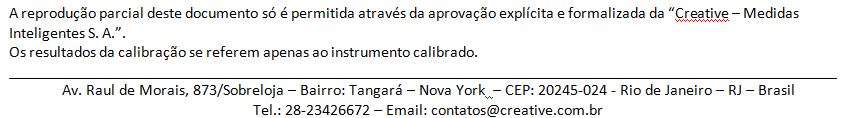 A reprodução parcial deste documento só é permitida através da aprovação explícita e formalizada da “Creative – Medidas
Inteligentes S. A.”.
Os resultados da calibração se referem apenas ao instrumento calibrado.
Av. Raul de Morais, 873/Sobreloja – Bairro: Tangará – Nova York – CEP: 20245-024 - Rio de Janeiro – RJ – Brasil
Tel.: 28-23426672 – Email: contatos@creative.com.br